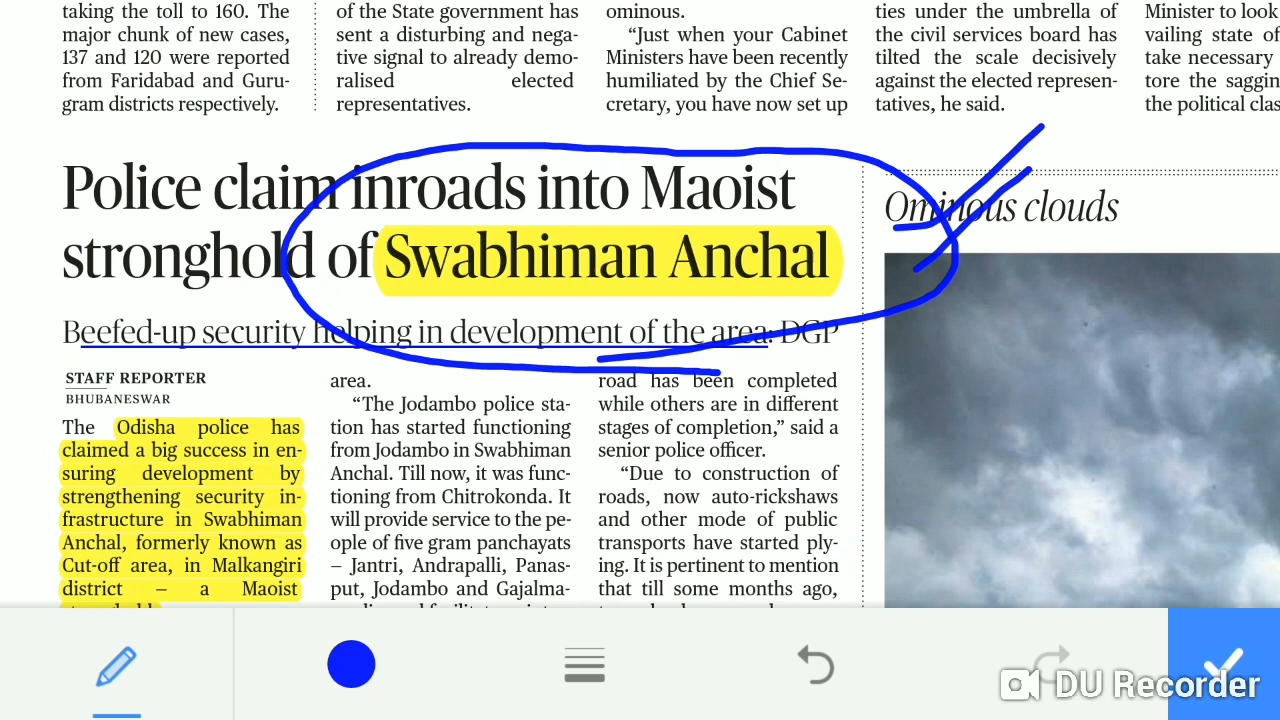 taking the toll to 160. The
major chunk of new cases,
137 and 120 were reported
from Faridabad and Guru-
gram districts respectively.
of the State government has
sent a disturbing and nega-
tive signal to already demo-
ralised elected
representatives.
ominous.
“Just when your Cabinet
Ministers have been recently
humiliated by the Chief Se-
cretary, you have now set up
ties under the umbrella of
the civil services board has
tilted the scale decisively
against the elected represen-
tatives, he said.
Minister to look
vailing state of
take necessary
tore the saggin
the political clas
Police claim inroads into Maoist
stronghold of Swabhiman Anchal
Beefed-up security helping in development of the area: DGP
STAFF REPORTER
BHUBANESWAR
The Odisha police has
claimed a big success in en-
suring development by
strengthening security in-
frastructure in Swabhiman
Anchal, formerly known as
Cut-off area, in Malkangiri
district – a Maoist
area.
“The Jodambo police sta-
tion has started functioning
from Jodambo in Swabhiman
Anchal. Till now, it was func-
tioning from Chitrokonda. It
will provide service to the pe-
ople of five gram panchayats
– Jantri, Andrapalli, Panas-
put, Jodambo and Gajalma-
road has been completed
while others are in different
stages of completion,” said a
senior police officer.
“Due to construction of
roads, now auto-rickshaws
and other mode of public
transports have started ply-
ing. It is pertinent to mention
that till some months ago,
Ominous clouds
DU Recorder